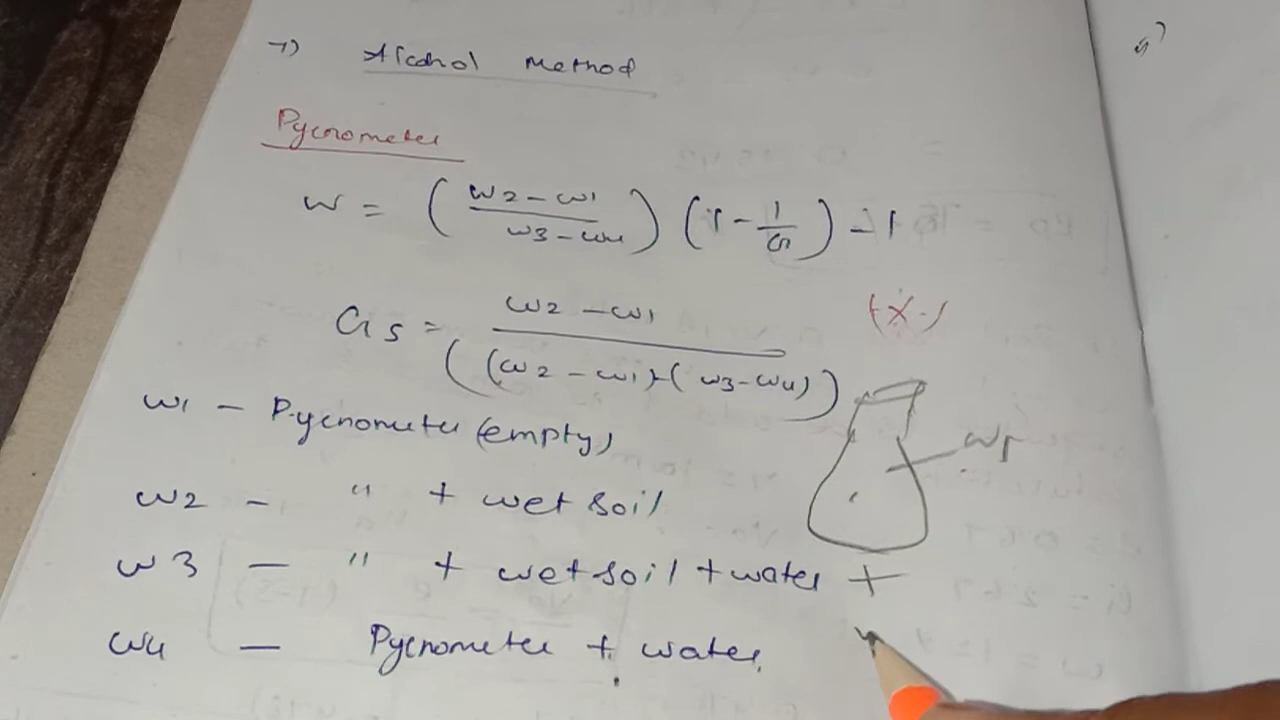 7) Alcohol Method
Pycnometer
w = ( w2 - w1 / w3 - w4 ) ( 1 - 1/G ) - 1
Gs = w2 - w1 / ( (w2 - w1) - ( w3 - w4) )
(x.)
w1 - Pycnometer (empty)
w1
w2 - " + wet soil
w3 - " + wet soil + water +
w4 - Pycnometer + water.